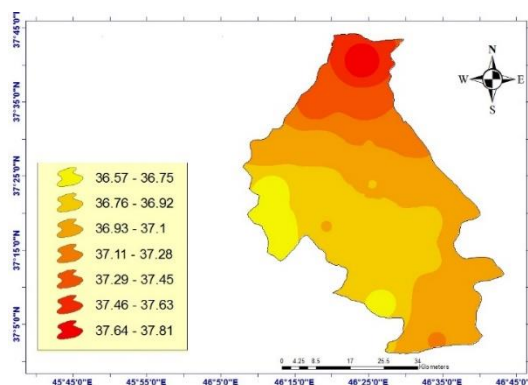 37°45'0"N
37°35'0"N
37°25'0"N
37°15'0"N
37°5'0"N
N
W E
S
36.57 - 36.75
36.76 - 36.92
36.93 - 37.1
37.11 - 37.28
37.29 - 37.45
37.46 - 37.63
37.64 - 37.81
0 4.25 8.5 17 25.5 34
Kilometers
45°45'0"E 45°55'0"E 46°5'0"E 46°15'0"E 46°25'0"E 46°35'0"E 46°45'0"E